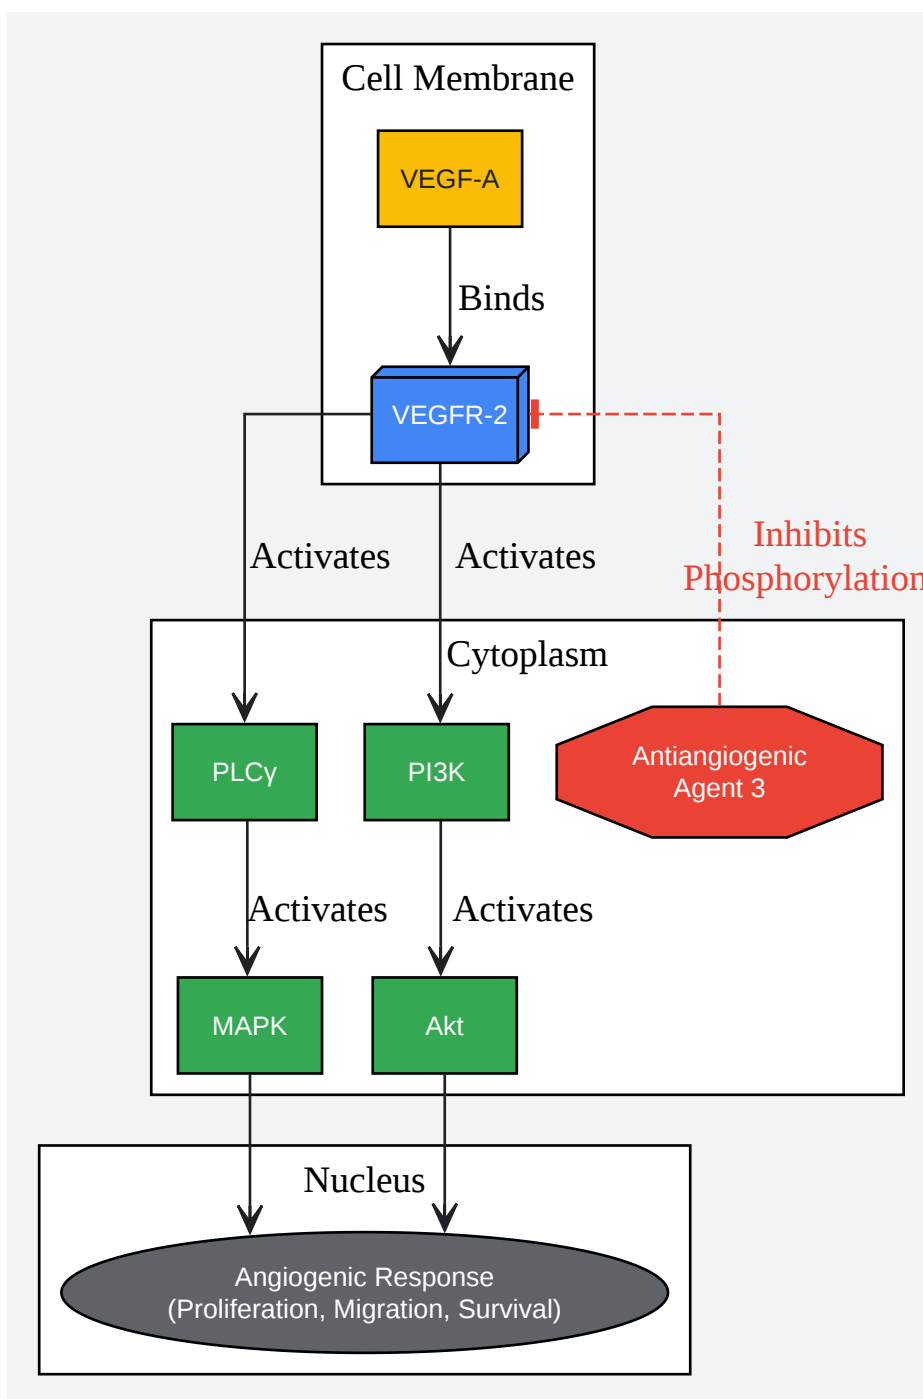 Cell Membrane
VEGF-A
Binds
VEGFR-2
Activates
Activates
Inhibits
Phosphorylation
Cytoplasm
PLCγ
PI3K
Antiangiogenic
Agent 3
Activates
Activates
MAPK
Akt
Nucleus
Angiogenic Response
(Proliferation, Migration, Survival)